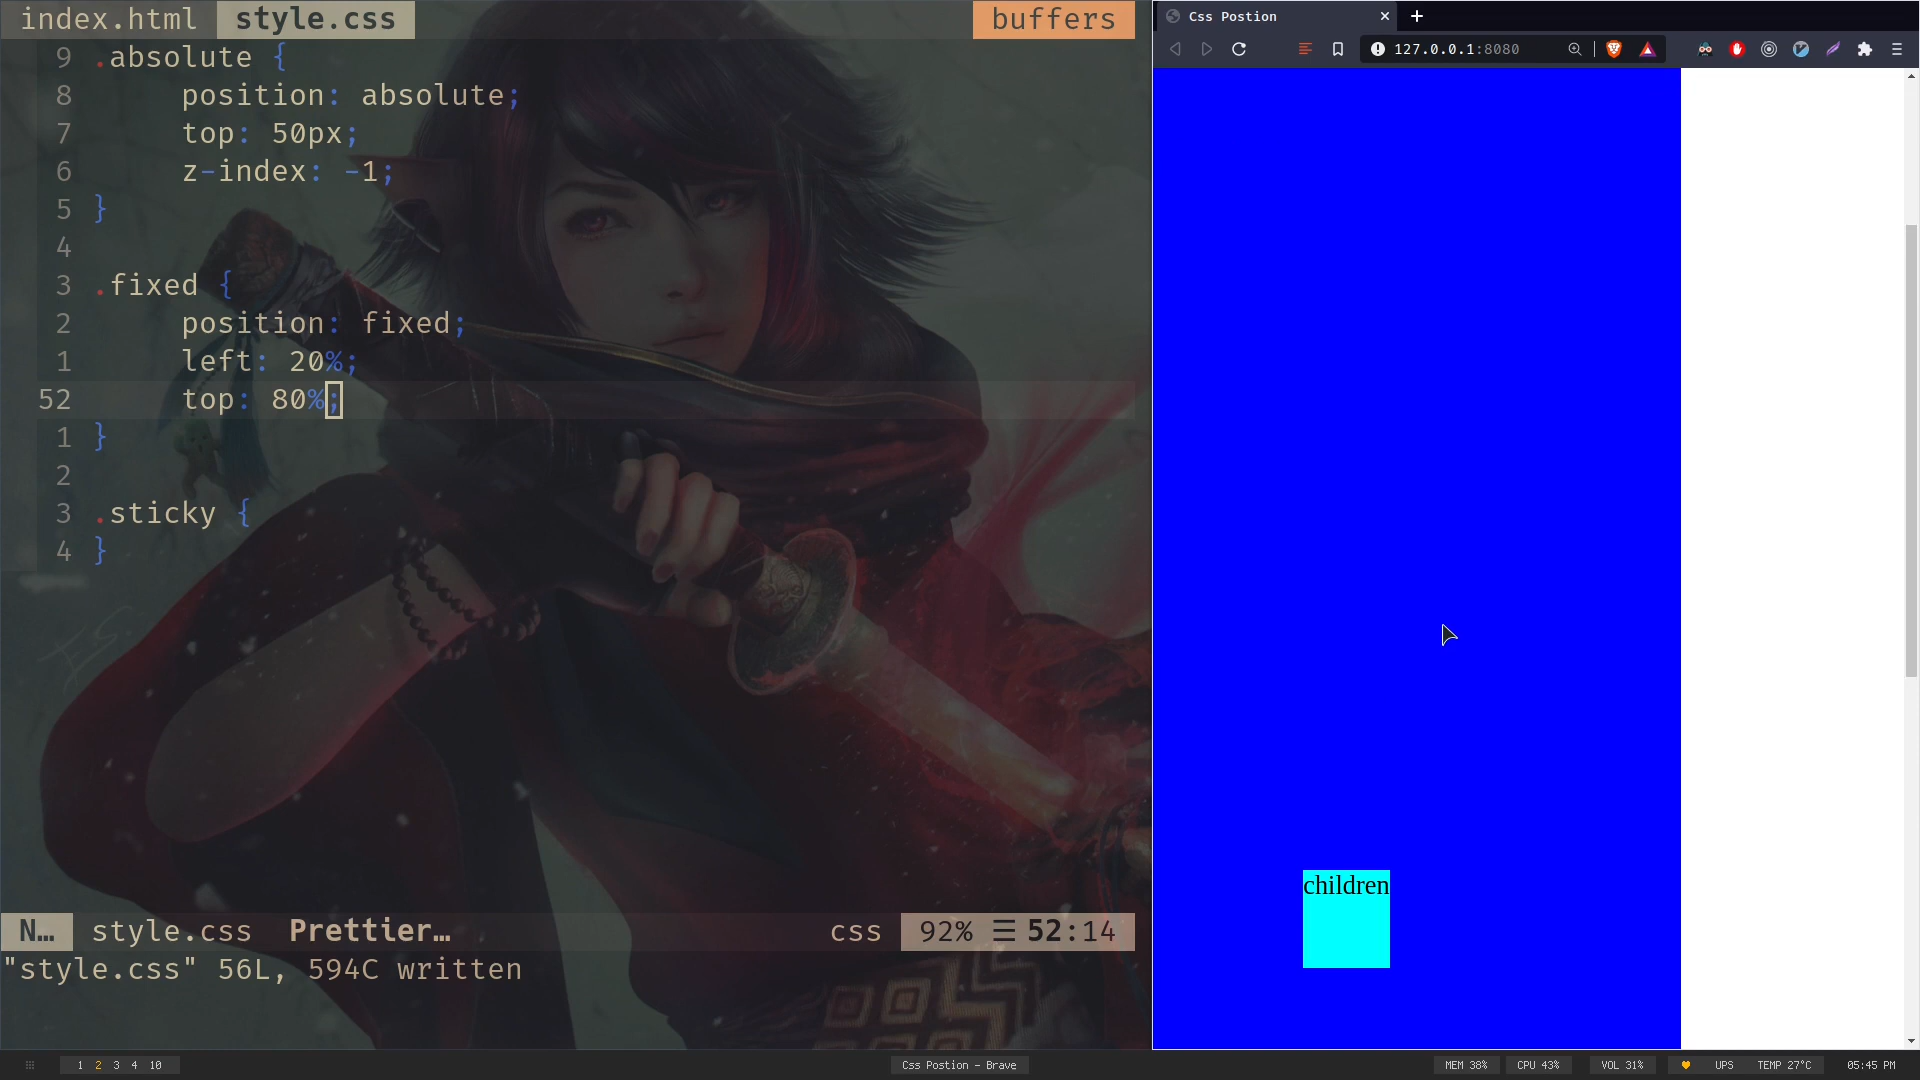 index.html style.css buffers
9 .absolute {
8 position: absolute;
7 top: 50px;
6 z-index: -1;
5 }
4
3 .fixed {
2 position: fixed;
1 left: 20%;
52 top: 80%;
1 }
2
3 .sticky {
4 }
N… style.css Prettier… css 92% ☰ 52:14
"style.css" 56L, 594C written
Css Postion
127.0.0.1:8080
children
1 2 3 4 10
Css Postion – Brave
MEM 38% CPU 43% VOL 31% UPS TEMP 27°C 05:45 PM